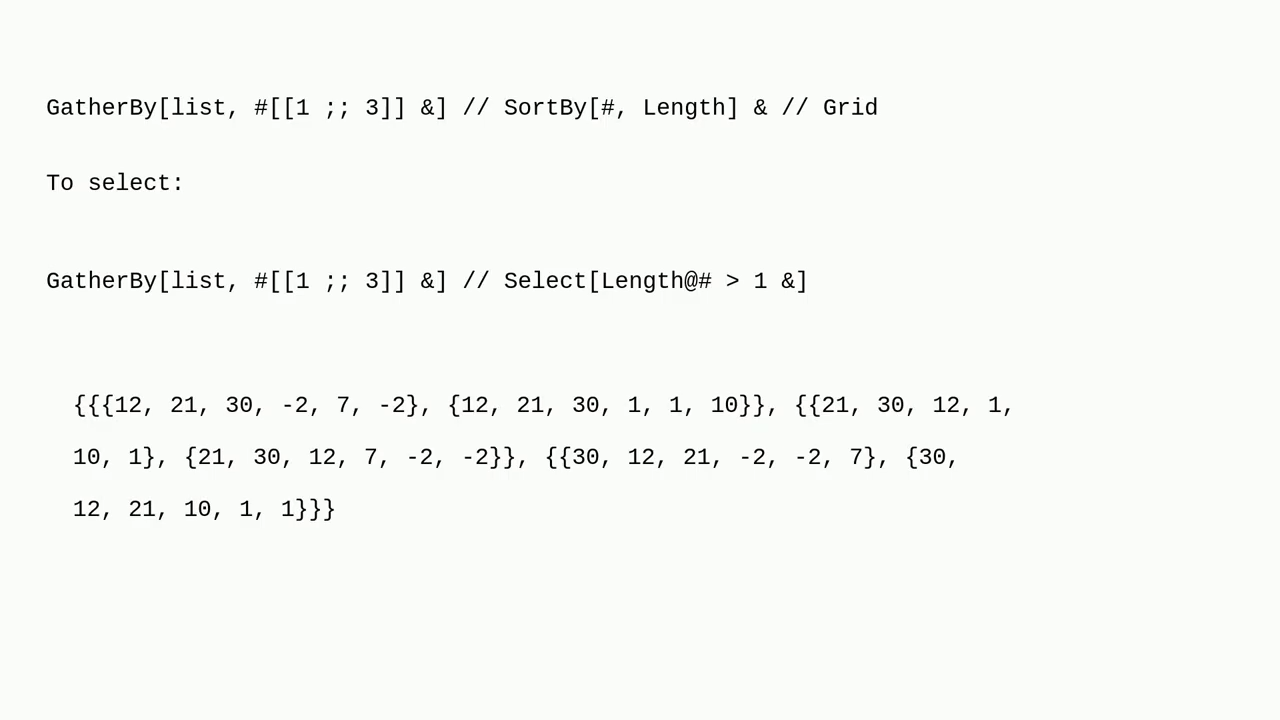 GatherBy[list, #[[1 ;; 3]] &] // SortBy[#, Length] & // Grid
To select:
GatherBy[list, #[[1 ;; 3]] &] // Select[Length@# > 1 &]
{{{12, 21, 30, -2, 7, -2}, {12, 21, 30, 1, 1, 10}}, {{21, 30, 12, 1,
10, 1}, {21, 30, 12, 7, -2, -2}}, {{30, 12, 21, -2, -2, 7}, {30,
12, 21, 10, 1, 1}}}